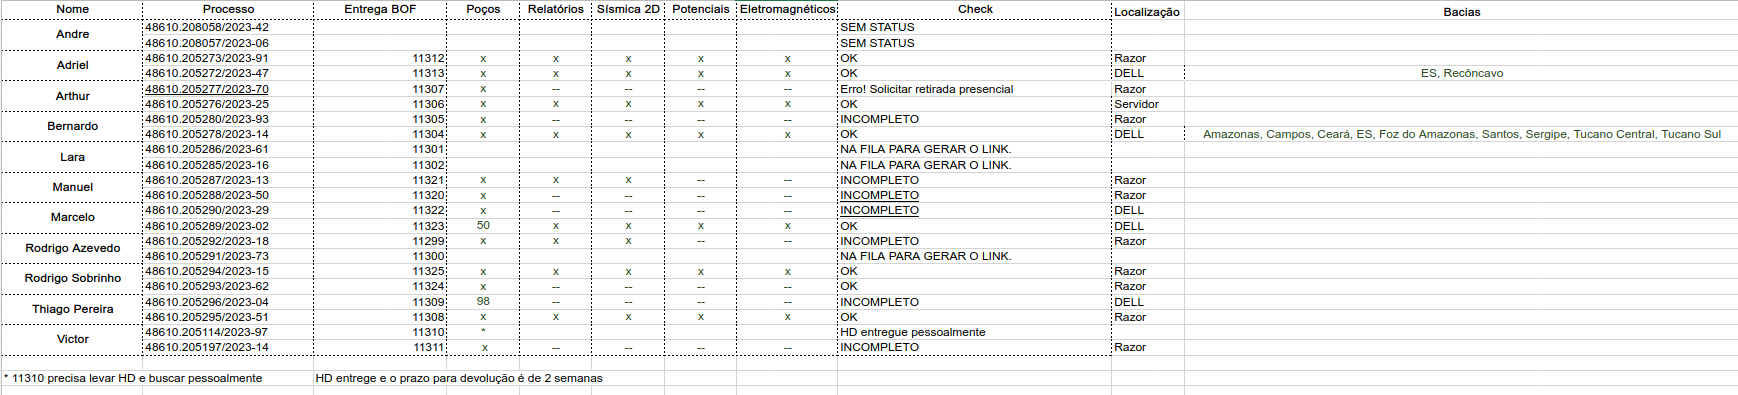 Nome Processo Entrega BOF Poços Relatórios Sísmica 2D Potenciais Eletromagnéticos Check Localização Bacias
Andre 48610.208058/2023-42 SEM STATUS
48610.208057/2023-06 SEM STATUS
Adriel 48610.205273/2023-91 11312 x x x x x OK Razor
48610.205272/2023-47 11313 x x x x x OK DELL ES, Recôncavo
Arthur 48610.205277/2023-70 11307 x -- -- -- -- Erro! Solicitar retirada presencial Razor
48610.205276/2023-25 11306 x x x x x OK Servidor
Bernardo 48610.205280/2023-93 11305 x -- -- -- -- INCOMPLETO Razor
48610.205278/2023-14 11304 x x x x x OK DELL Amazonas, Campos, Ceará, ES, Foz do Amazonas, Santos, Sergipe, Tucano Central, Tucano Sul
Lara 48610.205286/2023-61 11301 NA FILA PARA GERAR O LINK.
48610.205285/2023-16 11302 NA FILA PARA GERAR O LINK.
Manuel 48610.205287/2023-13 11321 x x x -- -- INCOMPLETO Razor
48610.205288/2023-50 11320 x -- -- -- -- INCOMPLETO Razor
Marcelo 48610.205290/2023-29 11322 x -- -- -- -- INCOMPLETO DELL
48610.205289/2023-02 11323 50 x x x x OK DELL
Rodrigo Azevedo 48610.205292/2023-18 11299 x x x -- -- INCOMPLETO Razor
48610.205291/2023-73 11300 NA FILA PARA GERAR O LINK.
Rodrigo Sobrinho 48610.205294/2023-15 11325 x x x x x OK Razor
48610.205293/2023-62 11324 x -- -- -- -- OK Razor
Thiago Pereira 48610.205296/2023-04 11309 98 -- -- -- -- INCOMPLETO DELL
48610.205295/2023-51 11308 x x x x x OK Razor
Victor 48610.205114/2023-97 11310 * HD entregue pessoalmente
48610.205197/2023-14 11311 x -- -- -- -- INCOMPLETO Razor
* 11310 precisa levar HD e buscar pessoalmente HD entrege e o prazo para devolução é de 2 semanas